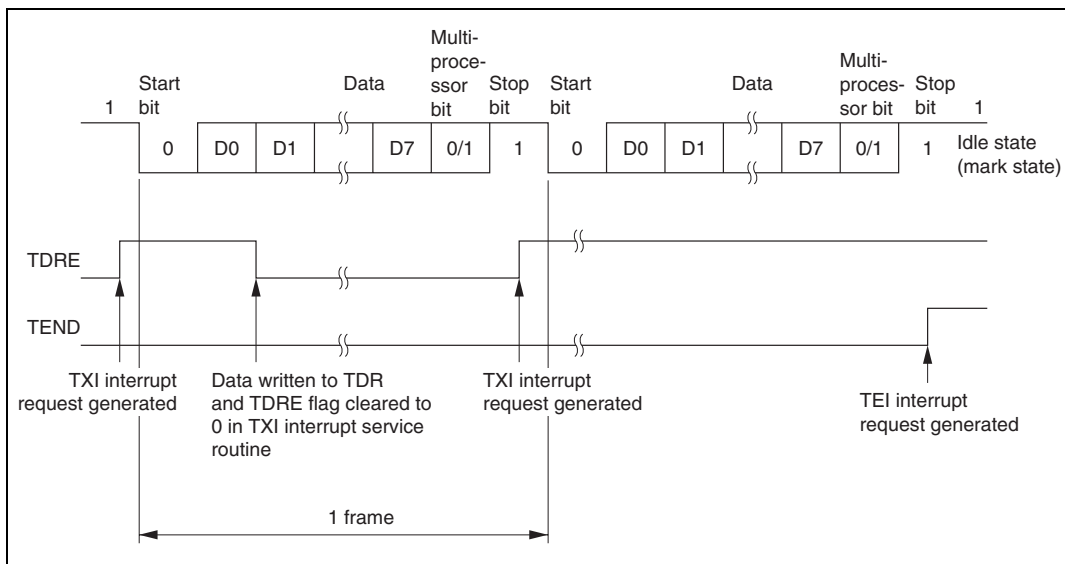 Multi-
proce-
ssor
bit
Multi-
proces-
sor bit
1
Start
bit
Data
Stop
bit
Start
bit
Data
Stop
bit
1
0
D0
D1
D7
0/1
1
0
D0
D1
D7
0/1
1
Idle state
(mark state)
TDRE
TEND
TXI interrupt
request generated
Data written to TDR
and TDRE flag cleared to
0 in TXI interrupt service
routine
TXI interrupt
request generated
TEI interrupt
request generated
1 frame